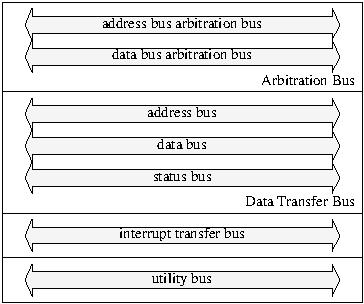 address bus arbitration bus
data bus arbitration bus
Arbitration Bus
address bus
data bus
status bus
Data Transfer Bus
interrupt transfer bus
utility bus